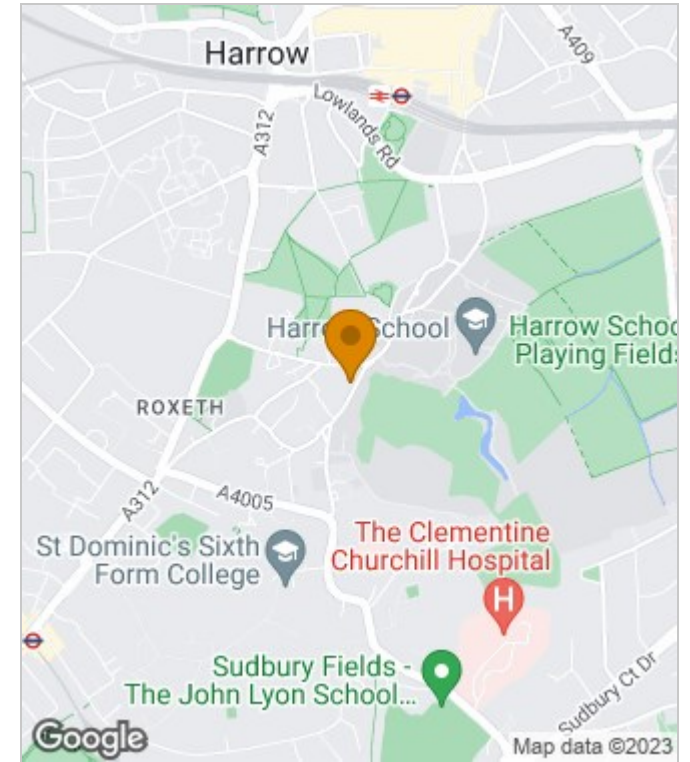 Harrow
A409
Lowlands Rd
A312
Harrow School
Harrow School
Playing Fields
ROXETH
A312
A4005
St Dominic's Sixth
Form College
The Clementine
Churchill Hospital
H
Sudbury Fields -
The John Lyon School...
Sudbury Ct Dr
Google
Map data ©2023